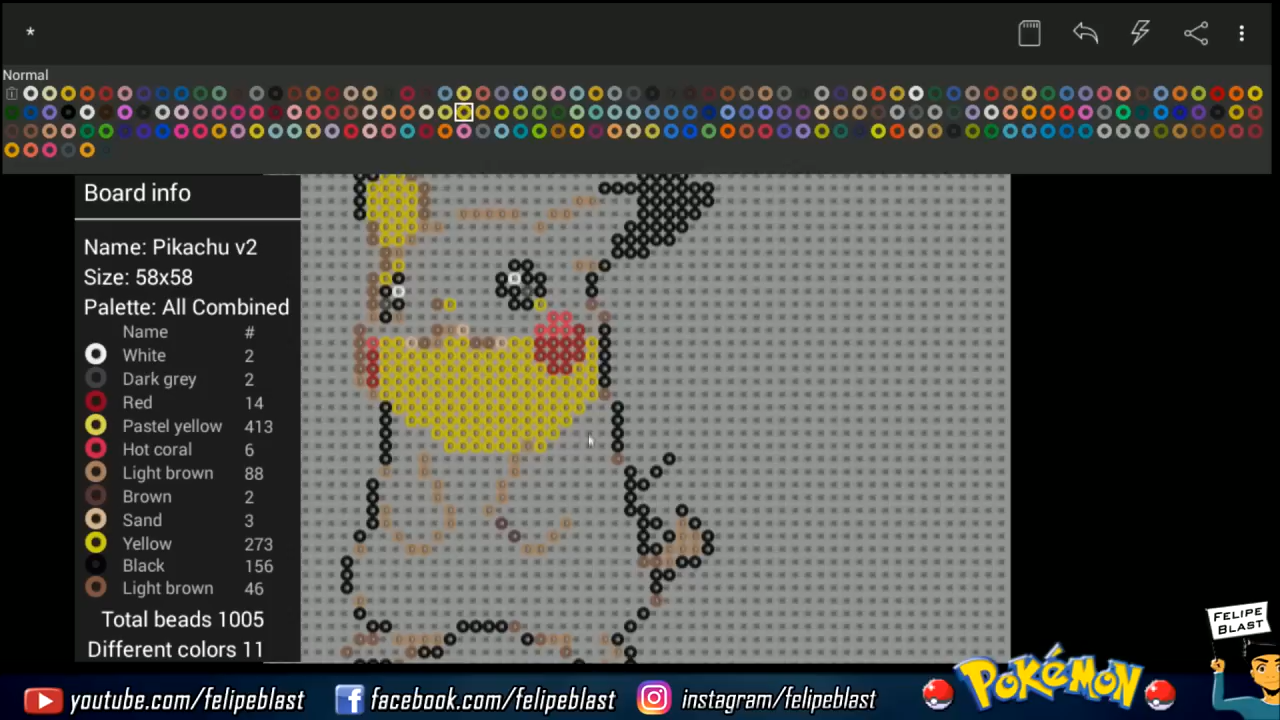 *
Normal
Board info
Name: Pikachu v2
Size: 58x58
Palette: All Combined
Name #
White 2
Dark grey 2
Red 14
Pastel yellow 413
Hot coral 6
Light brown 88
Brown 2
Sand 3
Yellow 273
Black 156
Light brown 46
Total beads 1005
Different colors 11
FELIPE
BLAST
youtube.com/felipeblast facebook.com/felipeblast instagram/felipeblast POKéMON